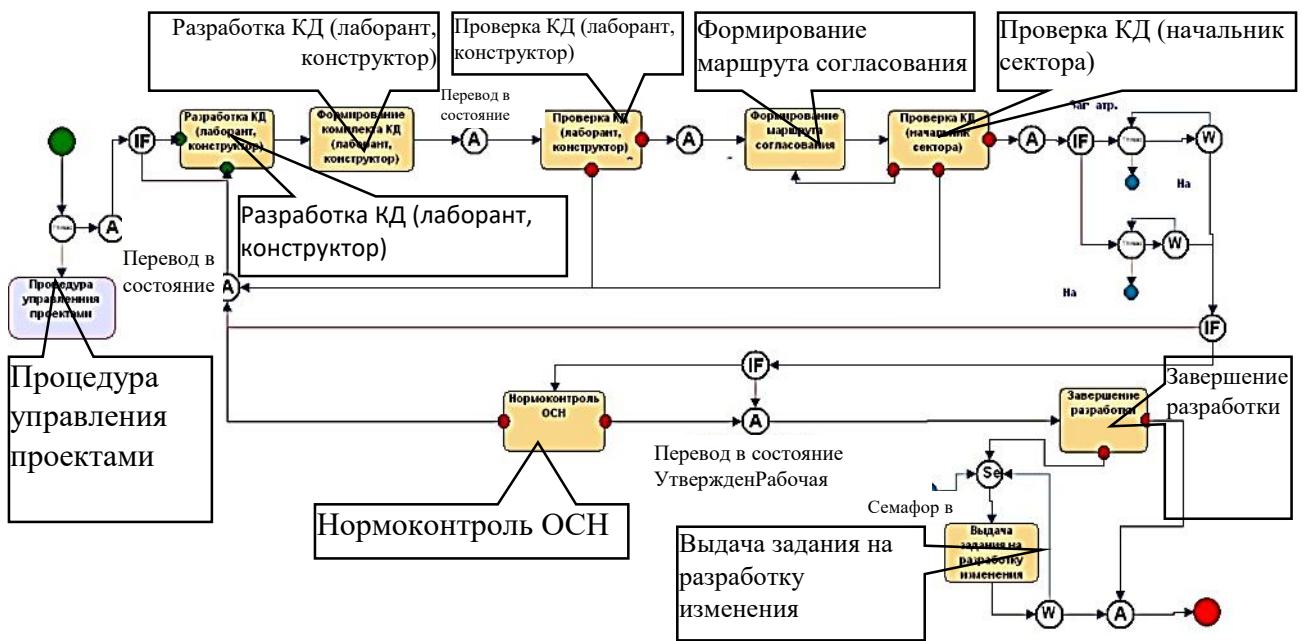 Разработка КД (лаборант,
конструктор)
Проверка КД (лаборант,
конструктор)
Формирование
маршрута согласования
Проверка КД (начальник
сектора)
Перевод в
состояние
Заг атр.
IF
Разработка КД
(лаборант,
конструктор)
Формирование
комплекта КД
(лаборант,
конструктор)
A
Проверка КД
(лаборант,
конструктор)
A
Формирование
маршрута
согласования
Проверка КД
(начальник
сектора)
A
IF
W
На
Разработка КД (лаборант,
конструктор)
A
W
Перевод в
состояние
A
На
Процедура
управления
проектами
IF
Процедура
управления
проектами
IF
Нормоконтроль
ОСН
A
Завершение
разработки
Завершение
разработки
Перевод в состояние
УтвержденРабочая
Se
Семафор в
Нормоконтроль ОСН
Выдача
задания на
разработку
изменения
Выдача задания на
разработку
изменения
W
A